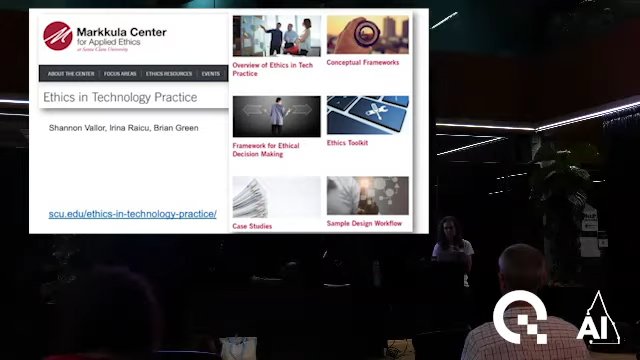 Markkula Center
for Applied Ethics
at Santa Clara University
ABOUT THE CENTER
FOCUS AREAS
ETHICS RESOURCES
EVENTS
Ethics in Technology Practice
Shannon Vallor, Irina Raicu, Brian Green
scu.edu/ethics-in-technology-practice/
Overview of Ethics in Tech
Practice
Conceptual Frameworks
Framework for Ethical
Decision Making
Ethics Toolkit
Case Studies
Sample Design Workflow
AI